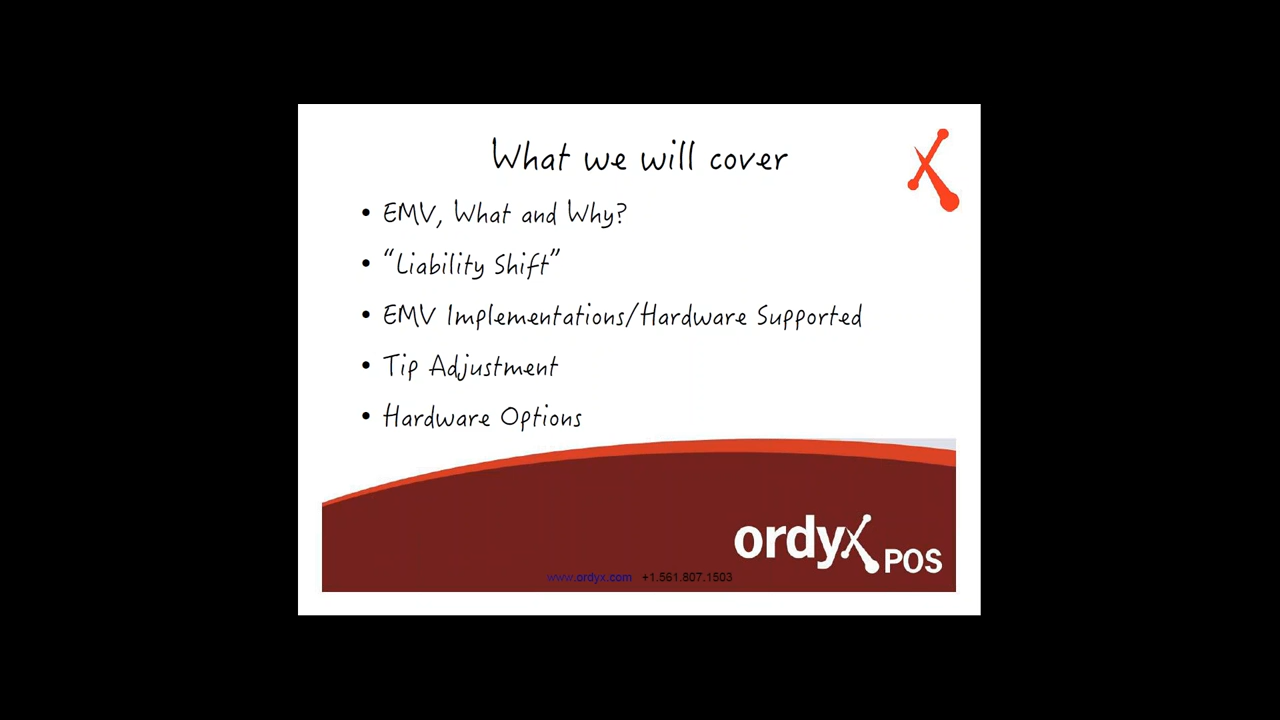 What we will cover
• EMV, What and Why?
• “Liability Shift”
• EMV Implementations/Hardware Supported
• Tip Adjustment
• Hardware Options
ordyx POS
www.ordyx.com +1.561.807.1503